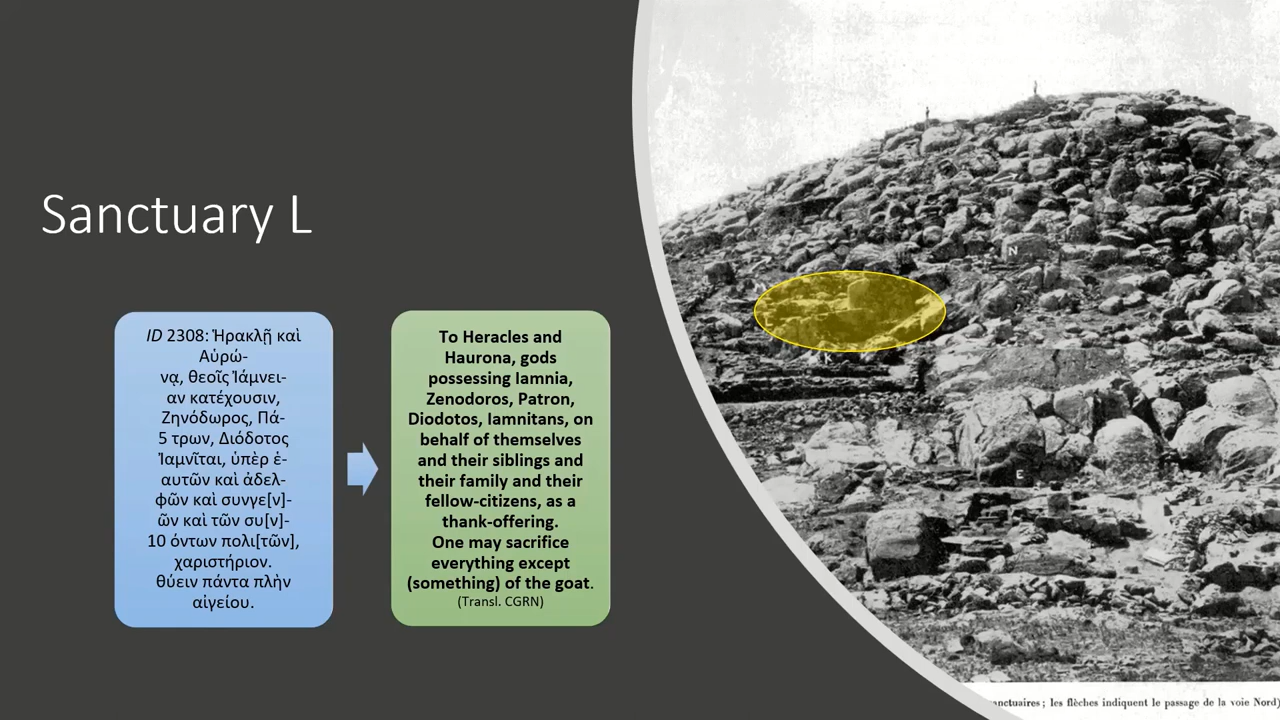 Sanctuary L
ID 2308: Ἡρακλῇ καὶ
Αὑρώ-
νᾳ, θεοῖς Ἰάμνει-
αν κατέχουσιν,
Ζηνόδωρος, Πά-
5 τρων, Διόδοτος
Ἰαμνῖται, ὑπὲρ ἑ-
αυτῶν καὶ ἀδελ-
φῶν καὶ συνγε[ν]-
ῶν καὶ τῶν συ[ν]-
10 όντων πολι[τῶν],
χαριστήριον.
θύειν πάντα πλὴν
αἰγείου.
To Heracles and
Haurona, gods
possessing Iamnia,
Zenodoros, Patron,
Diodotos, Iamnitans, on
behalf of themselves
and their siblings and
their family and their
fellow-citizens, as a
thank-offering.
One may sacrifice
everything except
(something) of the goat.
(Transl. CGRN)
N
E
anctuaires ; les flèches indiquent le passage de la voie Nord)